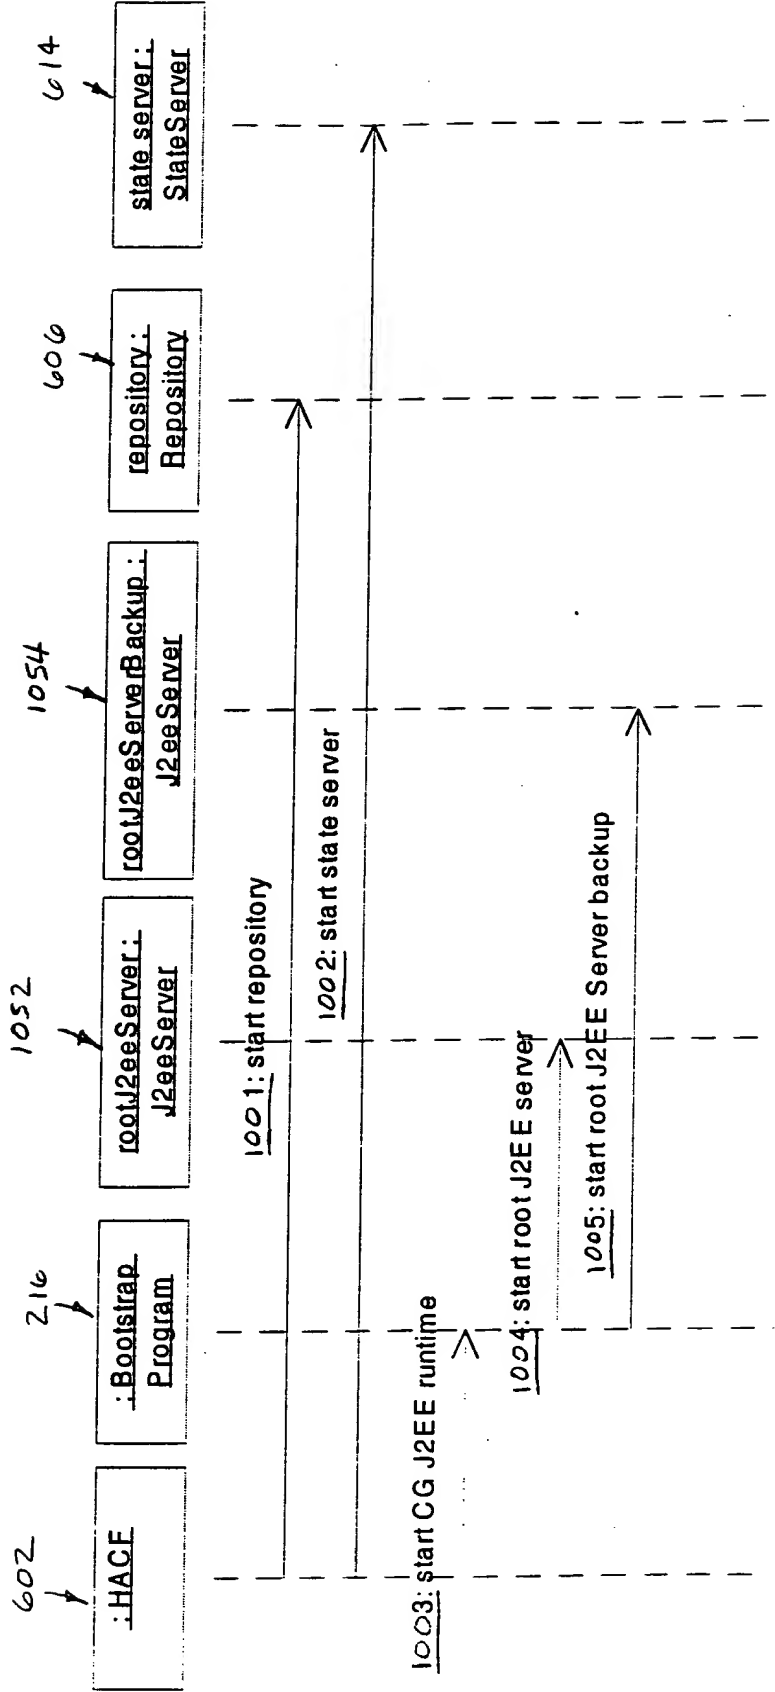 602
:HACF
216
:Bootstrap
Program
1052
rootJ2eeServer:
J2eeServer
1054
rootJ2eeServerBackup :
J2eeServer
606
repository:
Repository
614
state server:
StateServer
1001: start repository
1002: start state server
1003: start CG J2EE runtime
1004: start root J2EE server
1005: start root J2EE Server backup